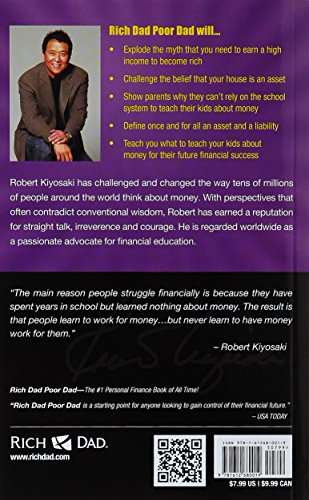 Rich Dad Poor Dad will...
• Explode the myth that you need to earn a high
income to become rich
• Challenge the belief that your house is an asset
• Show parents why they can't rely on the school
system to teach their kids about money
• Define once and for all an asset and a liability
• Teach you what to teach your kids about
money for their future financial success
Robert Kiyosaki has challenged and changed the way tens of millions
of people around the world think about money. With perspectives that
often contradict conventional wisdom, Robert has earned a reputation
for straight talk, irreverence and courage. He is regarded worldwide as
a passionate advocate for financial education.
"The main reason people struggle financially is because they have
spent years in school but learned nothing about money. The result is
that people learn to work for money...but never learn to have money
work for them."
– Robert Kiyosaki
Rich Dad Poor Dad—The #1 Personal Finance Book of All Time!
"Rich Dad Poor Dad is a starting point for anyone looking to gain control of their financial future."
– USA TODAY
RICH DAD.
www.richdad.com
ISBN 978-1-61268-001-9
50799>
9 781612 680019
$7.99 US | $9.99 CAN